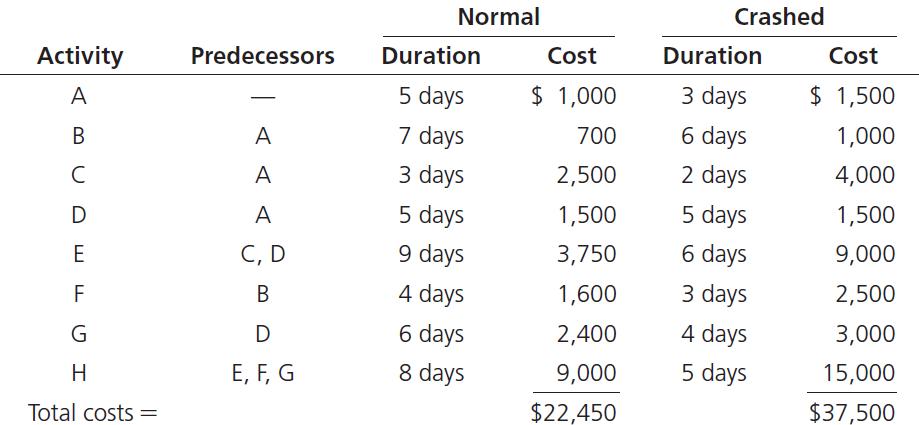 Normal Crashed
Activity Predecessors Duration Cost Duration Cost
A — 5 days $ 1,000 3 days $ 1,500
B A 7 days 700 6 days 1,000
C A 3 days 2,500 2 days 4,000
D A 5 days 1,500 5 days 1,500
E C, D 9 days 3,750 6 days 9,000
F B 4 days 1,600 3 days 2,500
G D 6 days 2,400 4 days 3,000
H E, F, G 8 days 9,000 5 days 15,000
Total costs = $22,450 $37,500